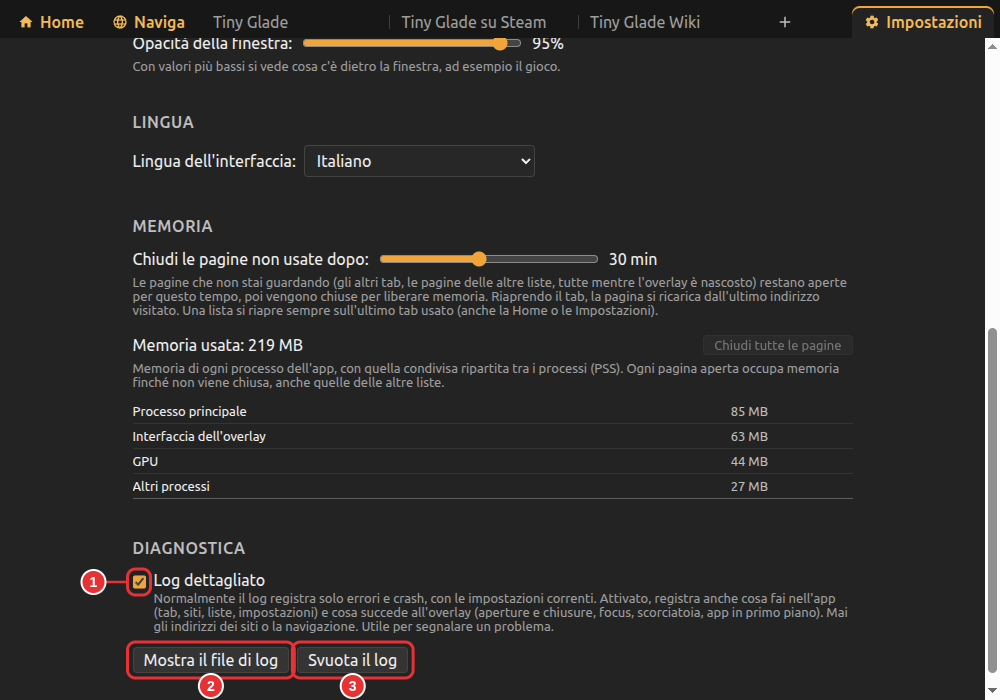 Home Naviga Tiny Glade Tiny Glade su Steam Tiny Glade Wiki + Impostazioni
Opacità della finestra: 95%
Con valori più bassi si vede cosa c'è dietro la finestra, ad esempio il gioco.
LINGUA
Lingua dell'interfaccia: Italiano
MEMORIA
Chiudi le pagine non usate dopo: 30 min
Le pagine che non stai guardando (gli altri tab, le pagine delle altre liste, tutte mentre l'overlay è nascosto) restano aperte
per questo tempo, poi vengono chiuse per liberare memoria. Riaprendo il tab, la pagina si ricarica dall'ultimo indirizzo
visitato. Una lista si riapre sempre sull'ultimo tab usato (anche la Home o le Impostazioni).
Memoria usata: 219 MB Chiudi tutte le pagine
Memoria di ogni processo dell'app, con quella condivisa ripartita tra i processi (PSS). Ogni pagina aperta occupa memoria
finché non viene chiusa, anche quelle delle altre liste.
Processo principale 85 MB
Interfaccia dell'overlay 63 MB
GPU 44 MB
Altri processi 27 MB
DIAGNOSTICA
1 Log dettagliato
Normalmente il log registra solo errori e crash, con le impostazioni correnti. Attivato, registra anche cosa fai nell'app
(tab, siti, liste, impostazioni) e cosa succede all'overlay (aperture e chiusure, focus, scorciatoia, app in primo piano). Mai
gli indirizzi dei siti o la navigazione. Utile per segnalare un problema.
Mostra il file di log Svuota il log
2 3